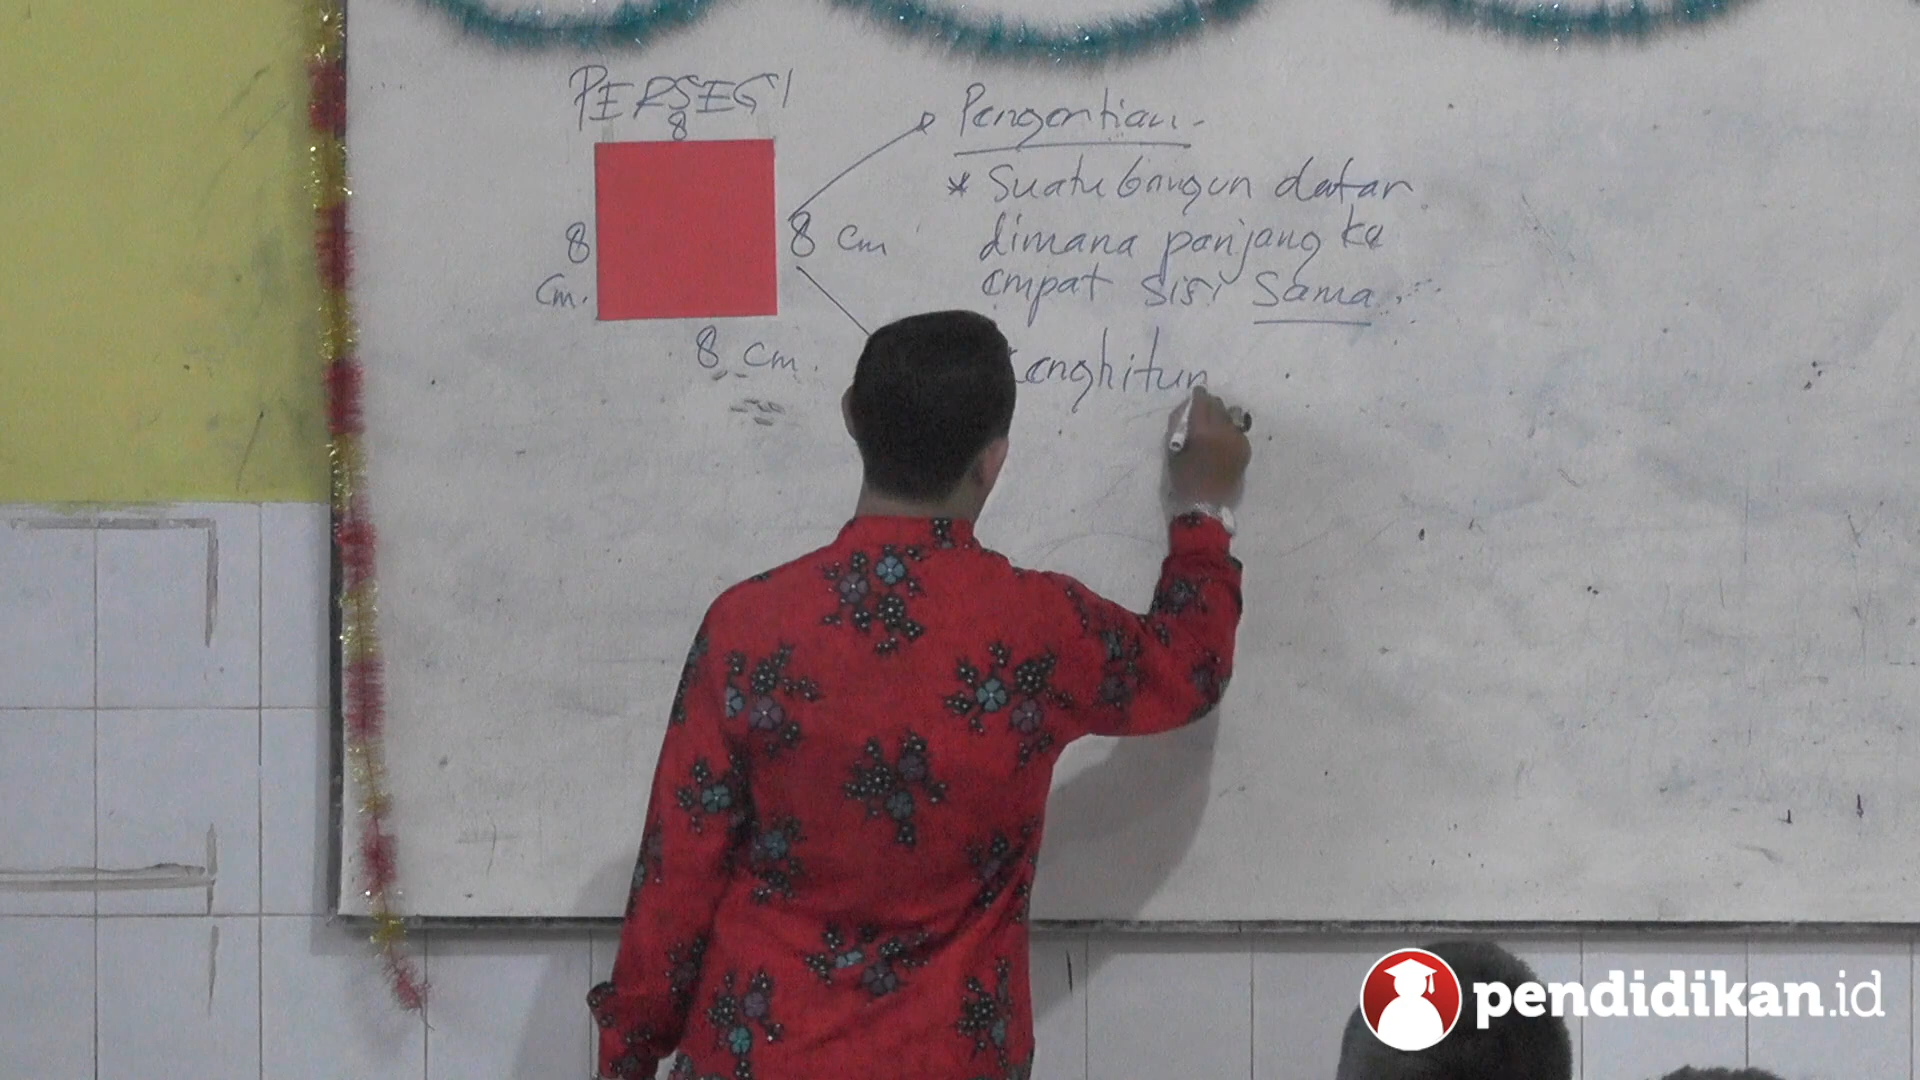 PERSEGI
8
8
cm.
8 cm
8 cm.
Pengertian.
* Suatu bangun datar
dimana panjang ke
empat sisi sama.
enghitun
pendidikan.id